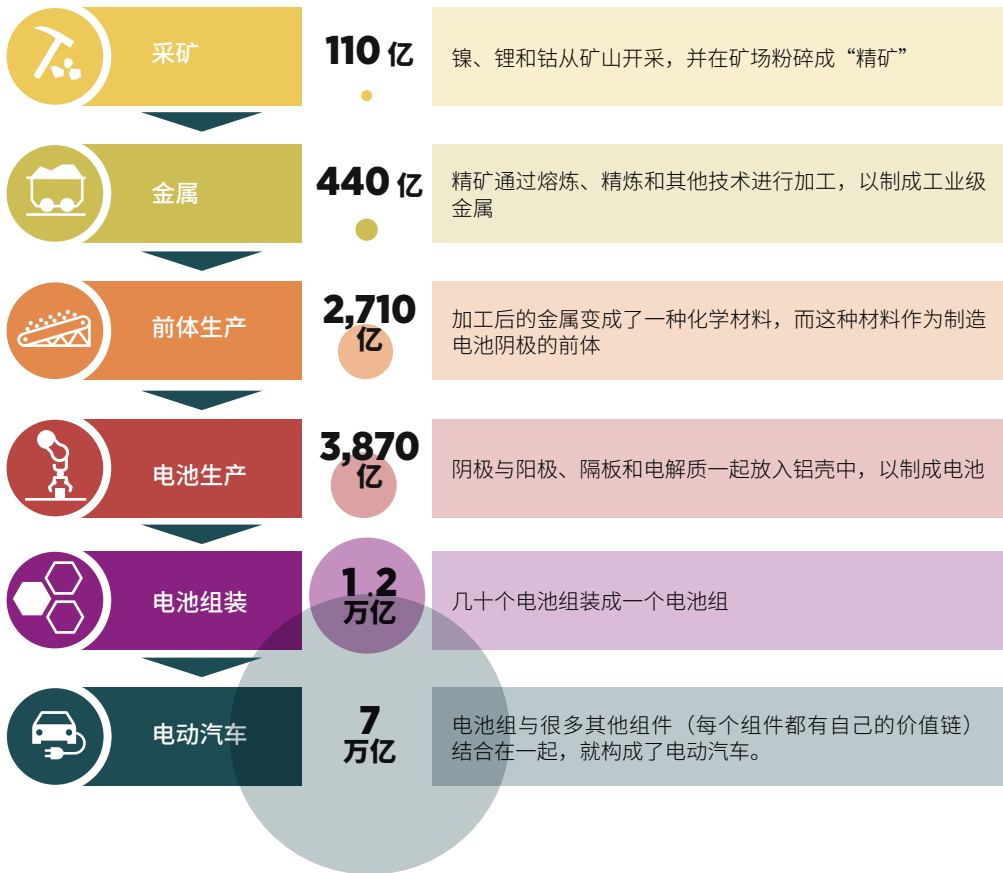 采矿
110 亿
镍、锂和钴从矿山开采，并在矿场粉碎成“精矿”
金属
440 亿
精矿通过熔炼、精炼和其他技术进行加工，以制成工业级
金属
前体生产
2,710
亿
加工后的金属变成了一种化学材料，而这种材料作为制造
电池阴极的前体
电池生产
3,870
亿
阴极与阳极、隔板和电解质一起放入铝壳中，以制成电池
电池组装
1.2
万亿
几十个电池组装成一个电池组
电动汽车
7
万亿
电池组与很多其他组件（每个组件都有自己的价值链）
结合在一起，就构成了电动汽车。